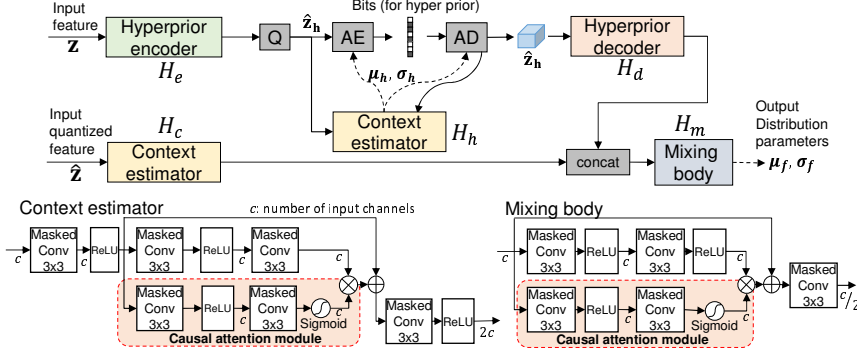 Input
feature
z
Hyperprior
encoder
H_e
Q
ẑ_h
AE
Bits (for hyper prior)
AD
ẑ_h
Hyperprior
decoder
H_d
μ_h, σ_h
Context
estimator
H_h
Input
quantized
feature
ẑ
H_c
Context
estimator
concat
H_m
Mixing
body
Output
Distribution
parameters
μ_f, σ_f
Context estimator
c: number of input channels
c
Masked
Conv
3x3
ReLU
c
Masked
Conv
3x3
ReLU
c
Masked
Conv
3x3
c
Masked
Conv
3x3
ReLU
c
Masked
Conv
3x3
c
Sigmoid
Causal attention module
Masked
Conv
3x3
ReLU
2c
Mixing body
c
Masked
Conv
3x3
ReLU
c
Masked
Conv
3x3
ReLU
c
Masked
Conv
3x3
ReLU
c
Masked
Conv
3x3
c
Sigmoid
Causal attention module
Masked
Conv
3x3
c/2